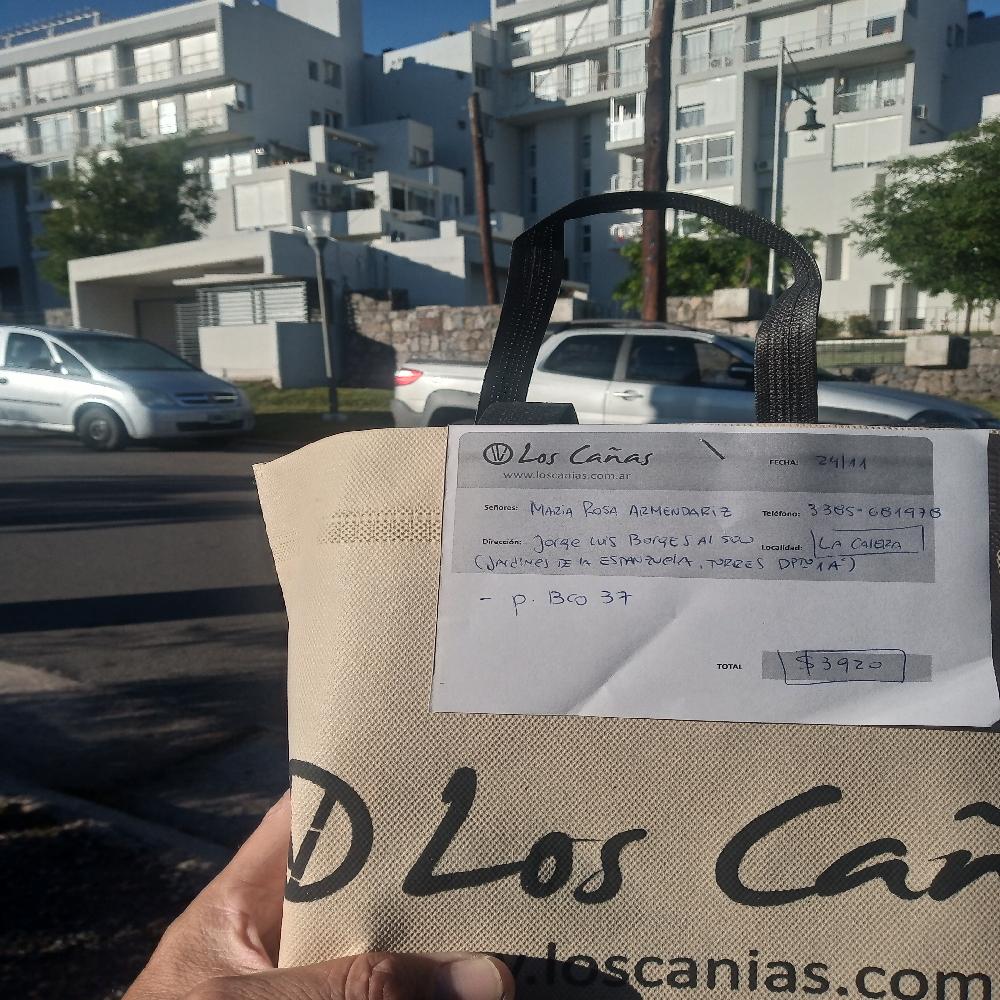 Los Cañas
www.loscanias.com.ar
FECHA: 24/11
Señores: MARIA ROSA ARMENDARIZ Teléfono: 3385-681978
Dirección: Jorge Luis Borges AL 500 Localidad: LA CALERA
(JARDINES DE LA ESTANZUELA, TORRES DPTO 1A°)
- P. Bco 37
TOTAL $3920
Los Cañ
.loscanias.com